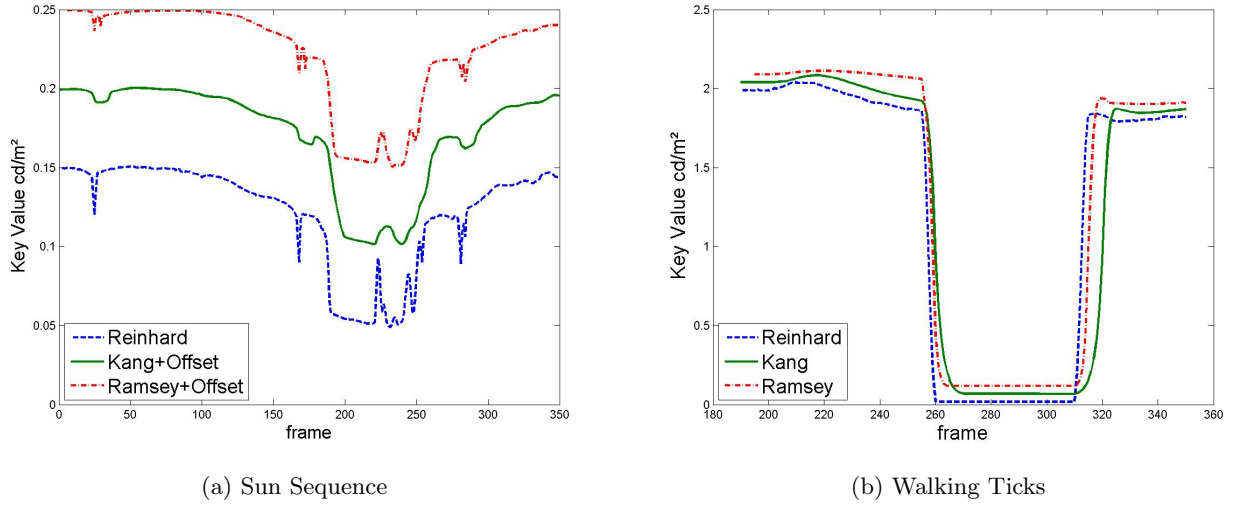 0.25
0.2
0.15
0.1
0.05
0
Key Value cd/m²
Reinhard
Kang+Offset
Ramsey+Offset
0 50 100 150 200 250 300 350
frame
(a) Sun Sequence
2.5
2
1.5
1
0.5
0
Key Value cd/m²
Reinhard
Kang
Ramsey
180 200 220 240 260 280 300 320 340 360
frame
(b) Walking Ticks